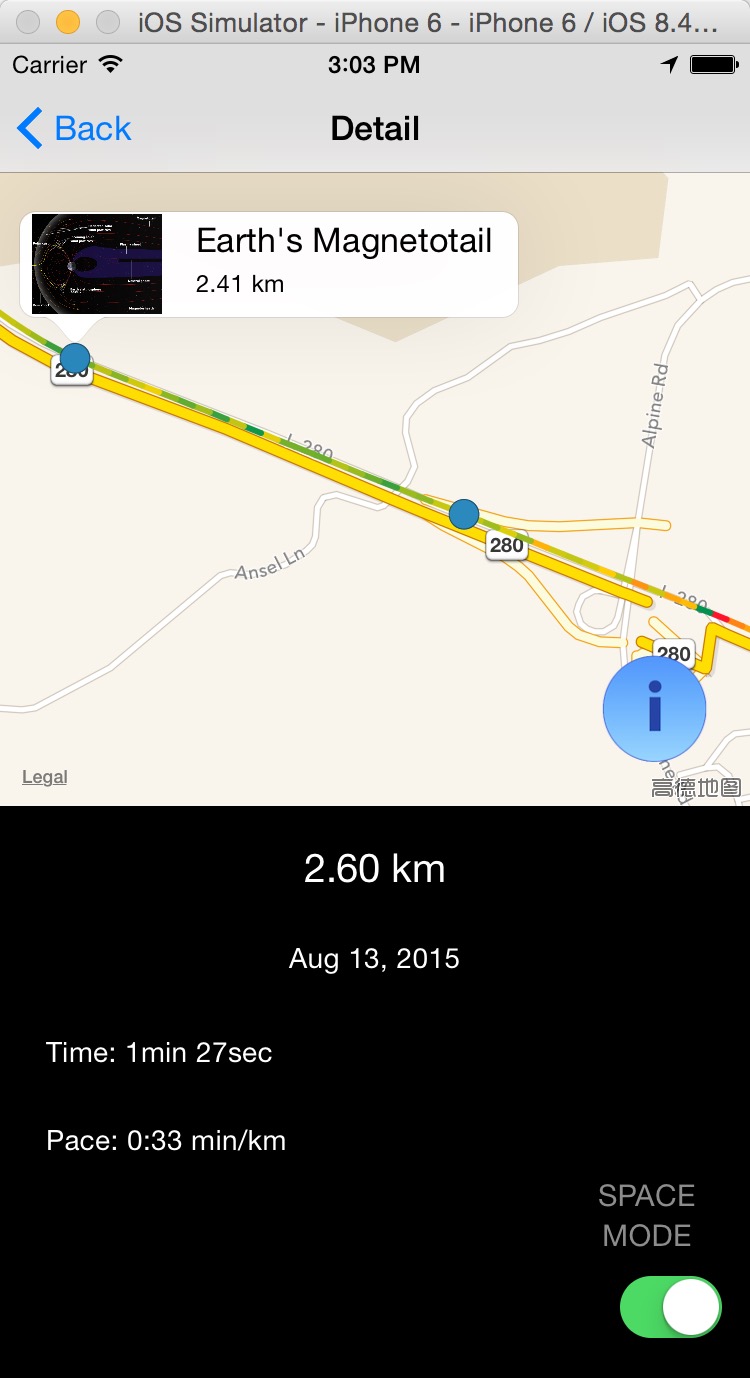 iOS Simulator - iPhone 6 - iPhone 6 / iOS 8.4...
Carrier
3:03 PM
Back
Detail
Earth's Magnetotail
2.41 km
280
I-280
Alpine Rd
280
Ansel Ln
I-280
280
i
Legal
高德地图
2.60 km
Aug 13, 2015
Time: 1min 27sec
Pace: 0:33 min/km
SPACE
MODE